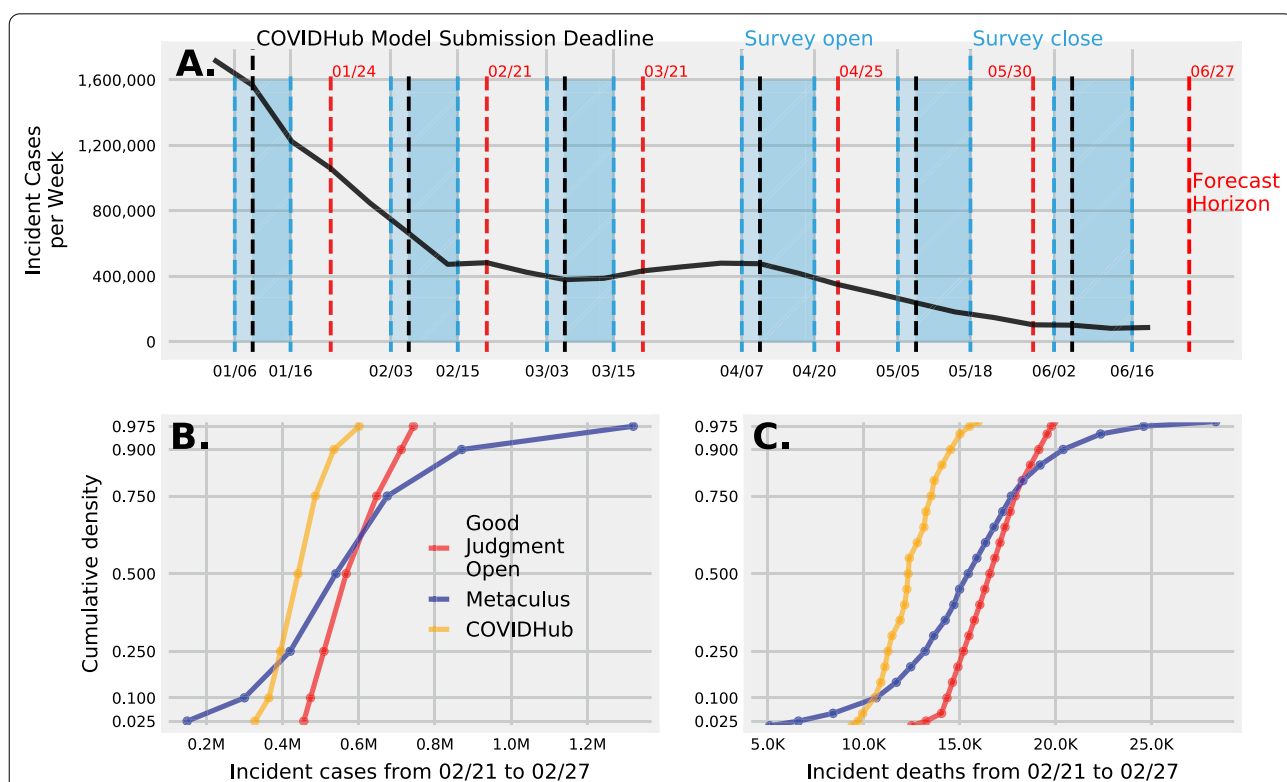 COVIDHub Model Submission Deadline
Survey open
Survey close
A.
1,600,000
1,200,000
800,000
400,000
0
Incident Cases
per Week
01/24
02/21
03/21
04/25
05/30
06/27
Forecast
Horizon
01/06
01/16
02/03
02/15
03/03
03/15
04/07
04/20
05/05
05/18
06/02
06/16
B.
0.975
0.900
0.750
0.500
0.250
0.100
0.025
Cumulative density
Good
Judgment
Open
Metaculus
COVIDHub
0.2M
0.4M
0.6M
0.8M
1.0M
1.2M
Incident cases from 02/21 to 02/27
C.
0.975
0.900
0.750
0.500
0.250
0.100
0.025
5.0K
10.0K
15.0K
20.0K
25.0K
Incident deaths from 02/21 to 02/27